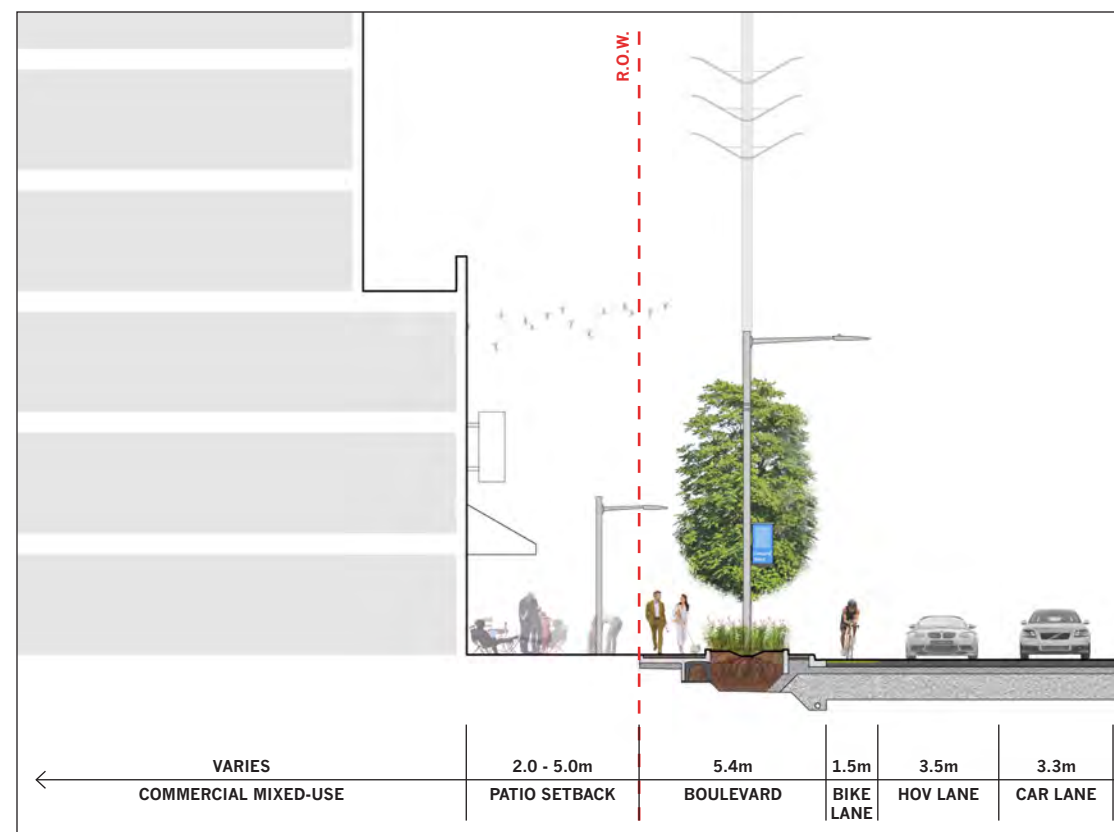 R.O.W.
VARIES
2.0 - 5.0m
5.4m
1.5m
3.5m
3.3m
COMMERCIAL MIXED-USE
PATIO SETBACK
BOULEVARD
BIKE
LANE
HOV LANE
CAR LANE